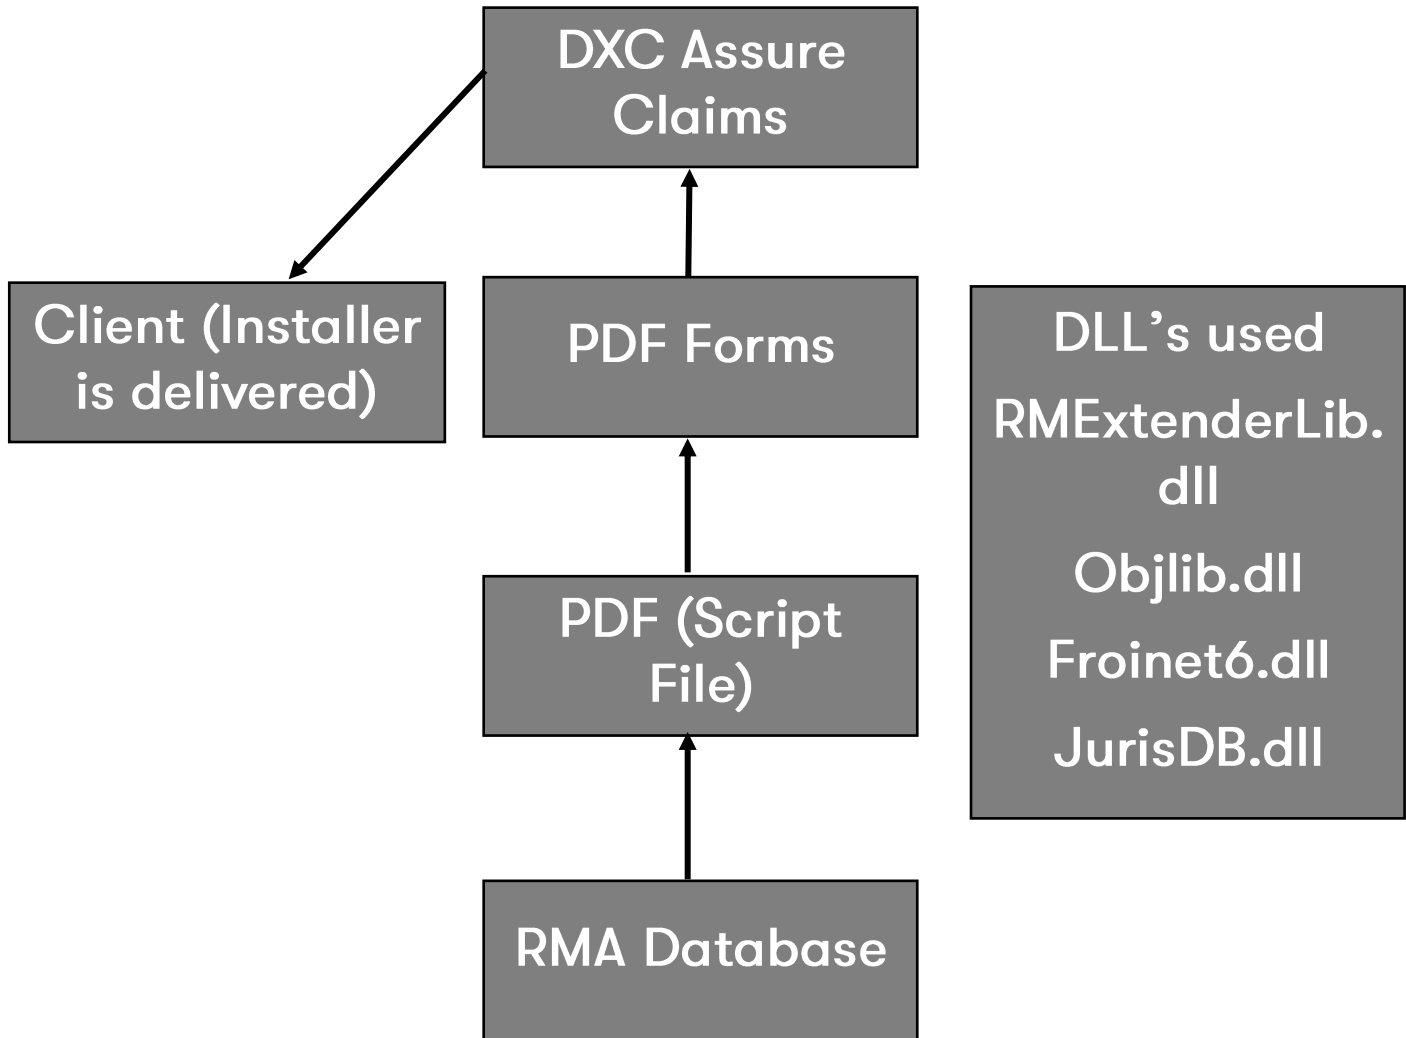 DXC Assure
Claims
Client (Installer
is delivered)
PDF Forms
DLL’s used
RMExtenderLib.
dll
Objlib.dll
Froinet6.dll
JurisDB.dll
PDF (Script
File)
RMA Database